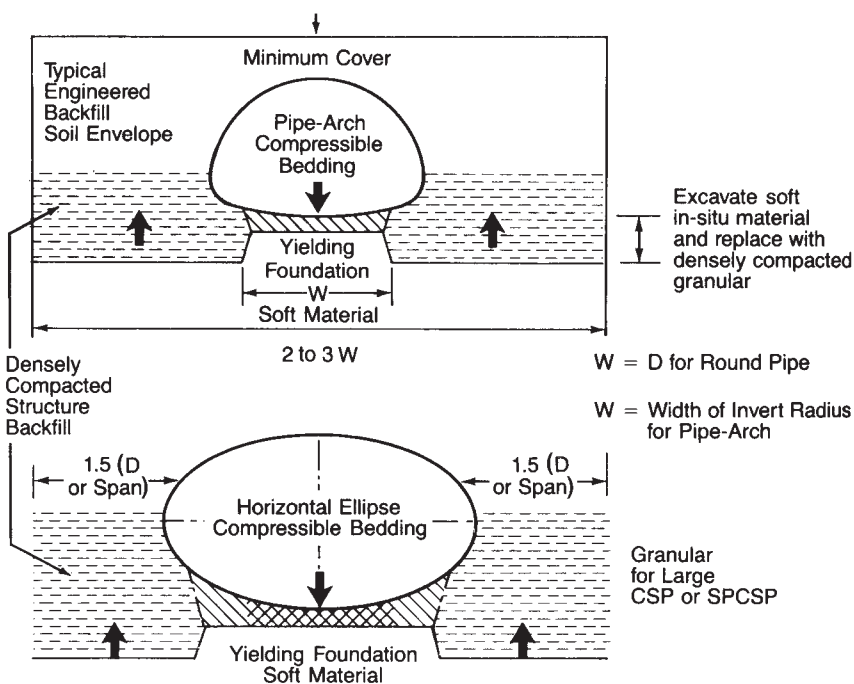 Minimum Cover
Typical
Engineered
Backfill
Soil Envelope
Pipe-Arch
Compressible
Bedding
Excavate soft
in-situ material
and replace with
densely compacted
granular
Yielding
Foundation
W
Soft Material
2 to 3 W
Densely
Compacted
Structure
Backfill
W = D for Round Pipe
W = Width of Invert Radius
for Pipe-Arch
1.5 (D
or Span)
1.5 (D
or Span)
Horizontal Ellipse
Compressible Bedding
Granular
for Large
CSP or SPCSP
Yielding Foundation
Soft Material